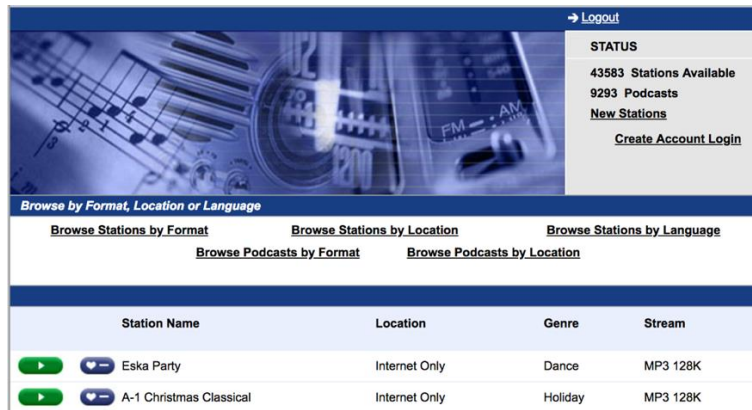 Logout
STATUS
43583 Stations Available
9293 Podcasts
New Stations
Create Account Login
FM AM
1200
Browse by Format, Location or Language
Browse Stations by Format Browse Stations by Location Browse Stations by Language
Browse Podcasts by Format Browse Podcasts by Location
Station Name Location Genre Stream
Eska Party Internet Only Dance MP3 128K
A-1 Christmas Classical Internet Only Holiday MP3 128K